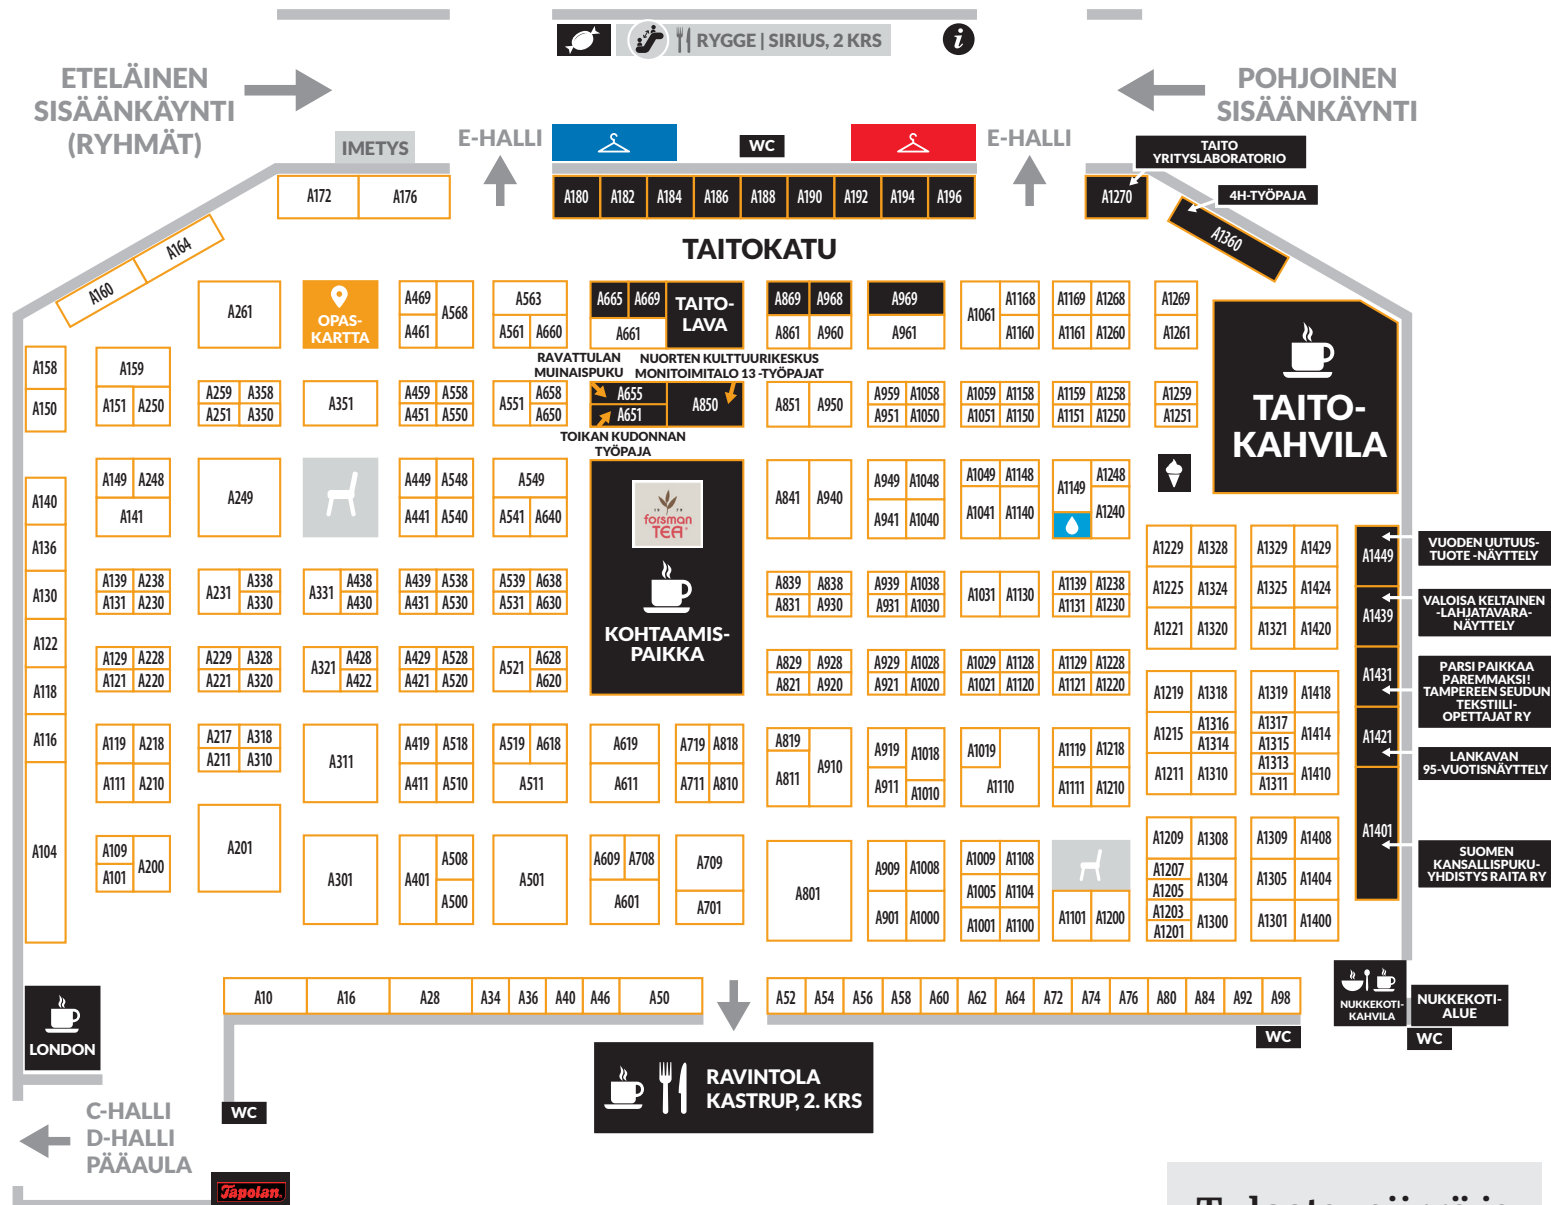 RYGGE | SIRIUS, 2 KRS
i
ETELÄINEN
SISÄÄNKÄYNTI
(RYHMÄT)
POHJOINEN
SISÄÄNKÄYNTI
IMETYS
E-HALLI
WC
E-HALLI
TAITO
YRITYSLABORATORIO
4H-TYÖPAJA
A172 A176
A180 A182 A184 A186 A188 A190 A192 A194 A196
A1270
A1360
A164
A160
TAITOKATU
A261
OPAS-
KARTTA
A469 A568
A461
A563
A561 A660
A665 A669
A661
TAITO-
LAVA
A869 A968
A861 A960
A969
A961
A1061 A1168
A1160
A1169 A1268
A1161 A1260
A1269
A1261
RAVATTULAN
MUINAISPUKU
NUORTEN KULTTUURIKESKUS
MONITOIMITALO 13 -TYÖPAJAT
A158
A150
A159
A151 A250
A259 A358
A251 A350
A351
A459 A558
A451 A550
A551 A658
A650
A655
A651
A850
A851 A950
A959 A1058
A951 A1050
A1059 A1158
A1051 A1150
A1159 A1258
A1151 A1250
A1259
A1251
TAITO-
KAHVILA
TOIKAN KUDONNAN
TYÖPAJA
A149 A248
A141
A249
A449 A548
A441 A540
A549
A541 A640
forsman
TEA
KOHTAAMIS-
PAIKKA
A841 A940
A949 A1048
A941 A1040
A1049 A1148
A1041 A1140
A1149 A1248
A1240
A140
A136
A130
A122
A118
A116
A104
A139 A238
A131 A230
A231 A338
A330
A331 A438
A430
A439 A538
A431 A530
A539 A638
A531 A630
A839 A838
A831 A930
A939 A1038
A931 A1030
A1031 A1130
A1139 A1238
A1131 A1230
A1229 A1328
A1225 A1324
A1221 A1320
A1329 A1429
A1325 A1424
A1321 A1420
A1449
A1439
A1431
A1421
A1401
VUODEN UUTUUS-
TUOTE -NÄYTTELY
VALOISA KELTAINEN
-LAHJATAVARA-
NÄYTTELY
PARSI PAIKKAA
PAREMMAKSI!
TAMPEREEN SEUDUN
TEKSTIILI-
OPETTAJAT RY
LANKAVAN
95-VUOTISNÄYTTELY
SUOMEN
KANSALLISPUKU-
YHDISTYS RAITA RY
A129 A228
A121 A220
A229 A328
A221 A320
A321 A428
A422
A429 A528
A421 A520
A521 A628
A620
A829 A928
A821 A920
A929 A1028
A921 A1020
A1029 A1128
A1021 A1120
A1129 A1228
A1121 A1220
A1219 A1318
A1215 A1316
A1314
A1211 A1310
A1319 A1418
A1317
A1315 A1414
A1313
A1311 A1410
A119 A218
A111 A210
A217 A318
A211 A310
A311
A419 A518
A411 A510
A519 A618
A511
A619
A611
A719 A818
A711 A810
A819
A811 A910
A919 A1018
A911 A1010
A1019
A1110
A1119 A1218
A1111 A1210
A109 A200
A101
A201
A301
A401 A508
A500
A501
A609 A708
A601
A709
A701
A801
A909 A1008
A901 A1000
A1009 A1108
A1005 A1104
A1001 A1100
A1101 A1200
A1209 A1308
A1207
A1205 A1304
A1203
A1201 A1300
A1309 A1408
A1305 A1404
A1301 A1400
A10 A16 A28 A34 A36 A40 A46 A50
A52 A54 A56 A58 A60 A62 A64 A72 A74 A76 A80 A84 A92 A98
LONDON
NUKKEKOTI-
KAHVILA
NUKKEKOTI-
ALUE
WC
WC
RAVINTOLA
KASTRUP, 2. KRS
WC
C-HALLI
D-HALLI
PÄÄAULA
Tapolan